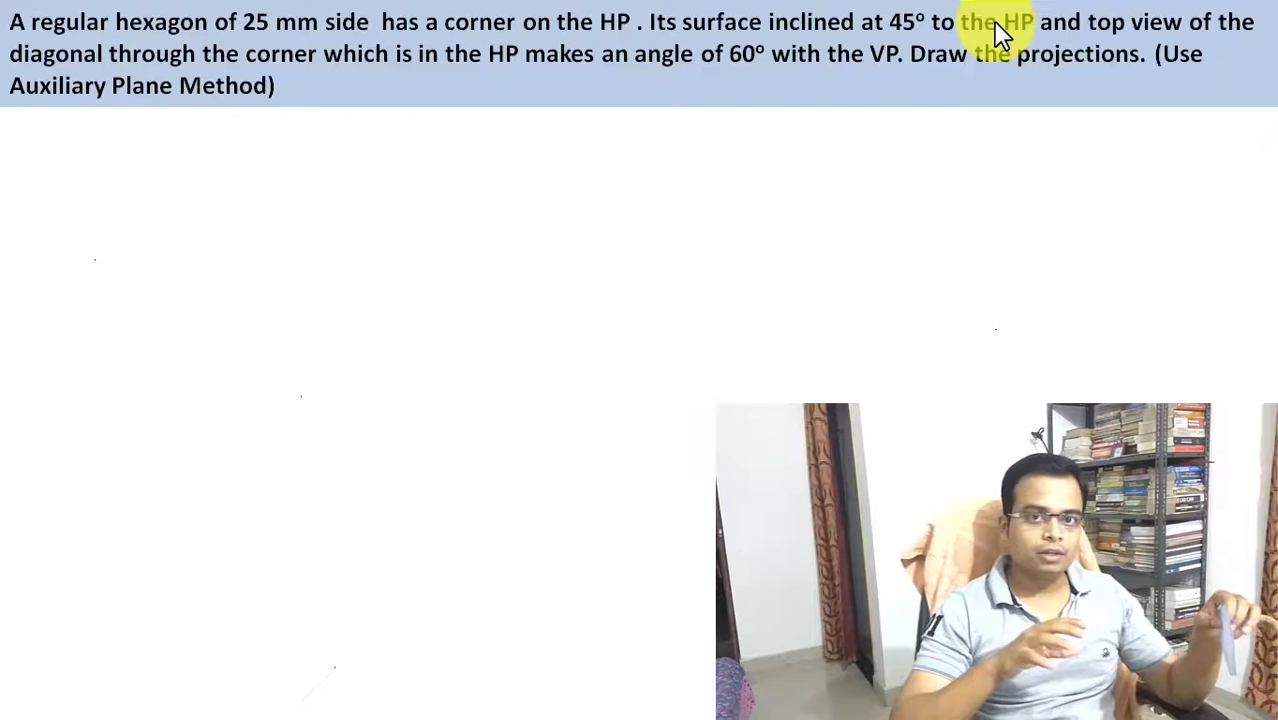 A regular hexagon of 25 mm side  has a corner on the HP . Its surface inclined at 45º to the HP and top view of the
diagonal through the corner which is in the HP makes an angle of 60º with the VP. Draw the projections. (Use
Auxiliary Plane Method)